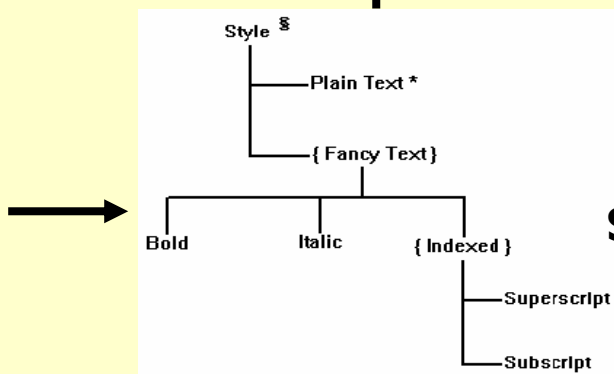 Style §
Plain Text *
{ Fancy Text }
Bold Italic { Indexed }
Superscript
Subscript